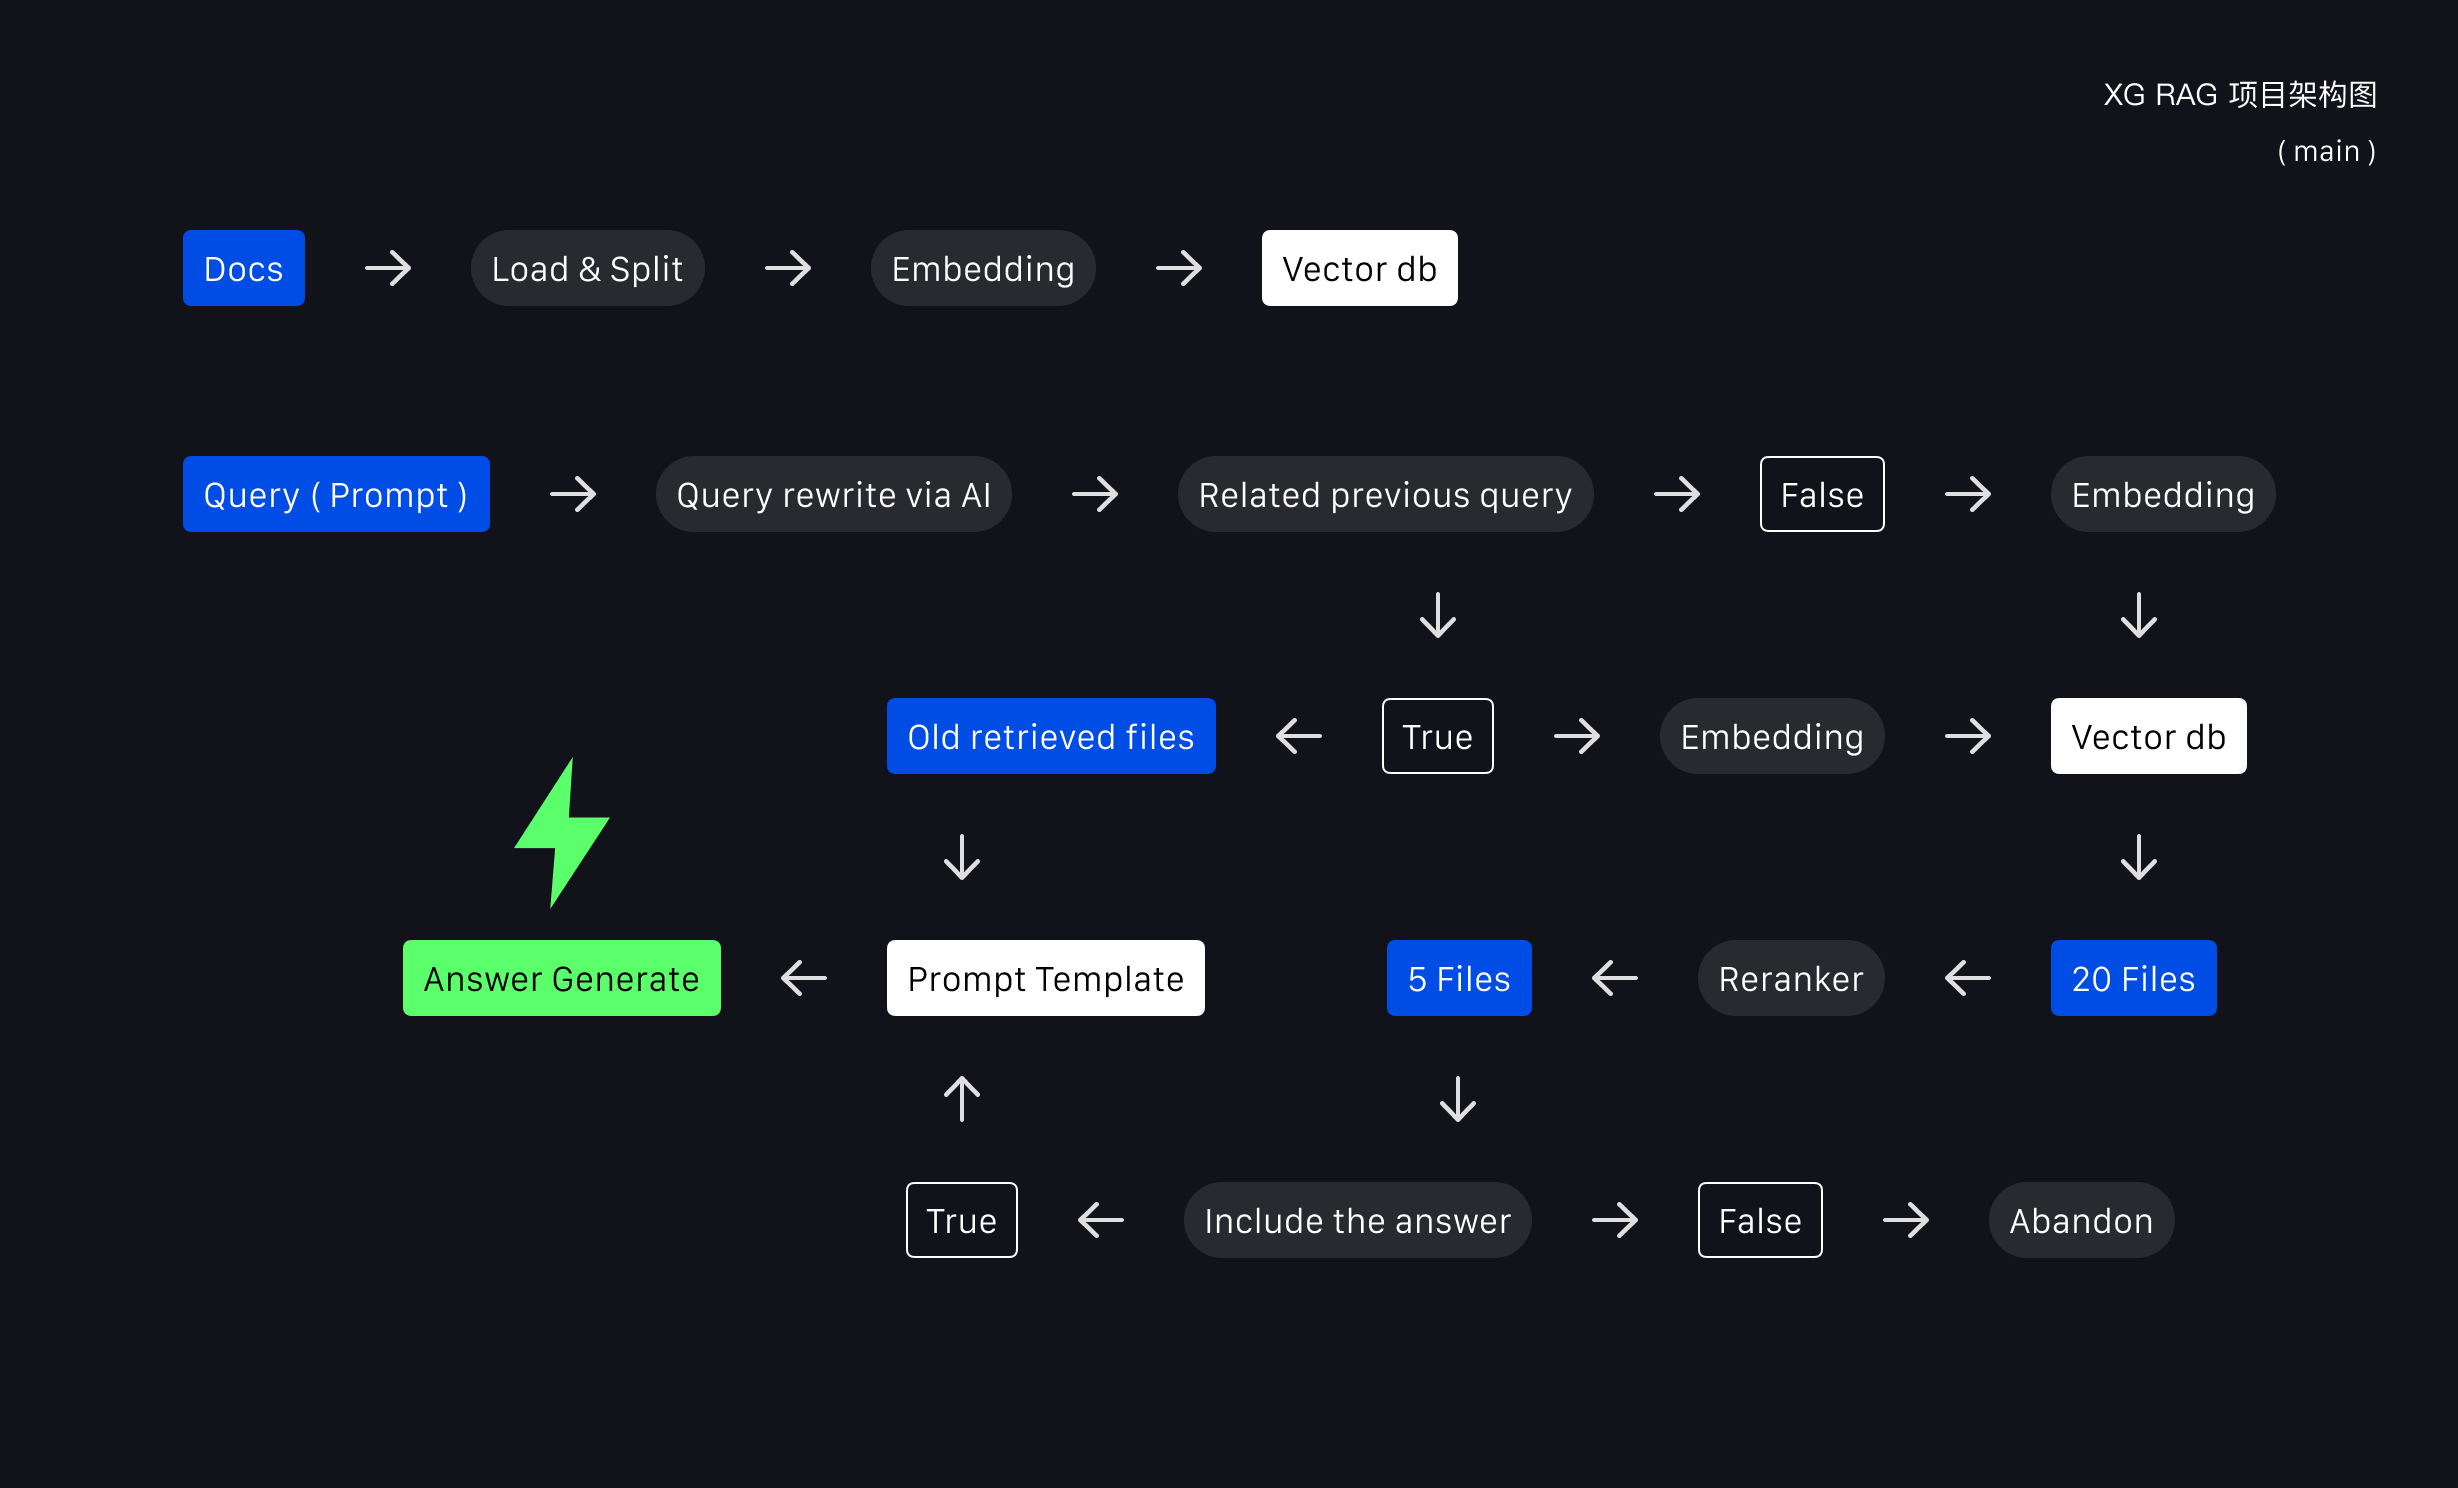 XG RAG 项目架构图
( main )
Docs
Load & Split
Embedding
Vector db
Query ( Prompt )
Query rewrite via AI
Related previous query
False
Embedding
Old retrieved files
True
Embedding
Vector db
Answer Generate
Prompt Template
5 Files
Reranker
20 Files
True
Include the answer
False
Abandon